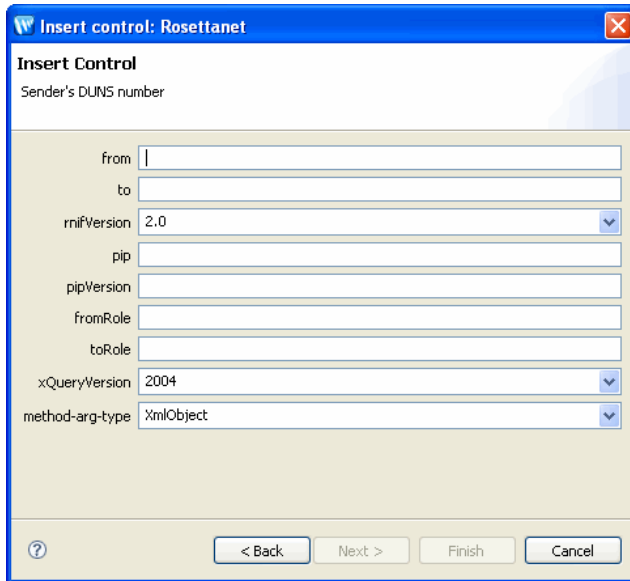 Insert control: Rosettanet
Insert Control
Sender's DUNS number
from
to
rnifVersion 2.0
pip
pipVersion
fromRole
toRole
xQueryVersion 2004
method-arg-type XmlObject
? < Back Next > Finish Cancel